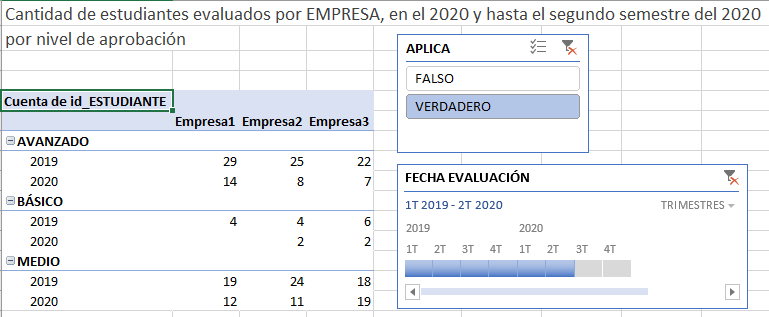 Cantidad de estudiantes evaluados por EMPRESA, en el 2020 y hasta el segundo semestre del 2020
por nivel de aprobación
Cuenta de id_ESTUDIANTE
Empresa1 Empresa2 Empresa3
AVANZADO
2019 29 25 22
2020 14 8 7
BÁSICO
2019 4 4 6
2020 2 2
MEDIO
2019 19 24 18
2020 12 11 19
APLICA
FALSO
VERDADERO
FECHA EVALUACIÓN
1T 2019 - 2T 2020 TRIMESTRES
2019 2020
1T 2T 3T 4T 1T 2T 3T 4T